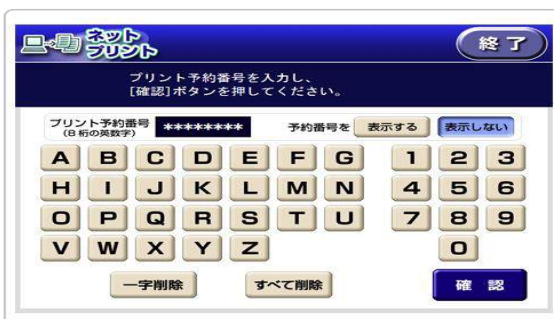 ネット
プリント
終了
プリント予約番号を入力し、
[確認]ボタンを押してください。
プリント予約番号
(8桁の英数字)
********
予約番号を 表示する 表示しない
A B C D E F G 1 2 3
H I J K L M N 4 5 6
O P Q R S T U 7 8 9
V W X Y Z 0
一字削除 すべて削除 確認